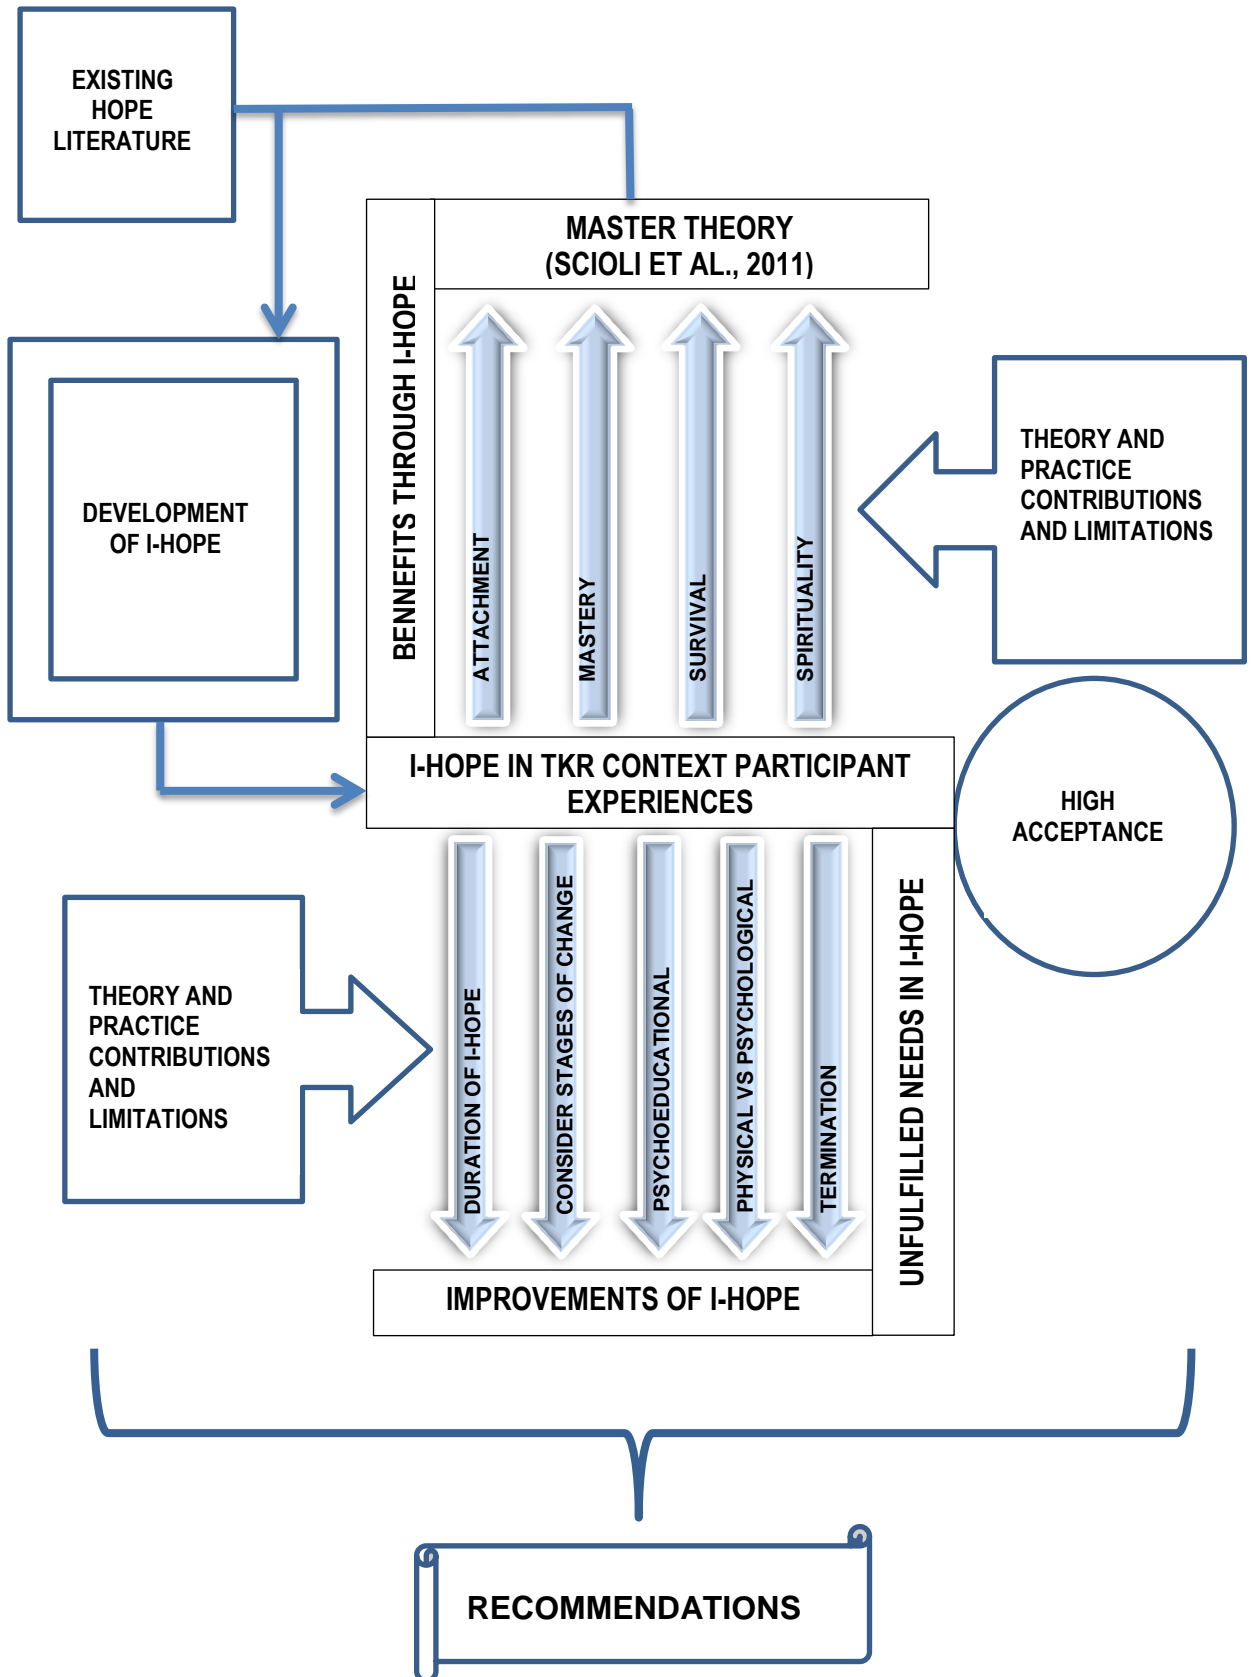 EXISTING
HOPE
LITERATURE
MASTER THEORY
(SCIOLI ET AL., 2011)
BENNEFITS THROUGH I-HOPE
ATTACHMENT
MASTERY
SURVIVAL
SPIRITUALITY
THEORY AND
PRACTICE
CONTRIBUTIONS
AND LIMITATIONS
DEVELOPMENT
OF I-HOPE
I-HOPE IN TKR CONTEXT PARTICIPANT
EXPERIENCES
HIGH
ACCEPTANCE
THEORY AND
PRACTICE
CONTRIBUTIONS
AND
LIMITATIONS
DURATION OF I-HOPE
CONSIDER STAGES OF CHANGE
PSYCHOEDUCATIONAL
PHYSICAL VS PSYCHOLOGICAL
TERMINATION
UNFULFILLED NEEDS IN I-HOPE
IMPROVEMENTS OF I-HOPE
RECOMMENDATIONS